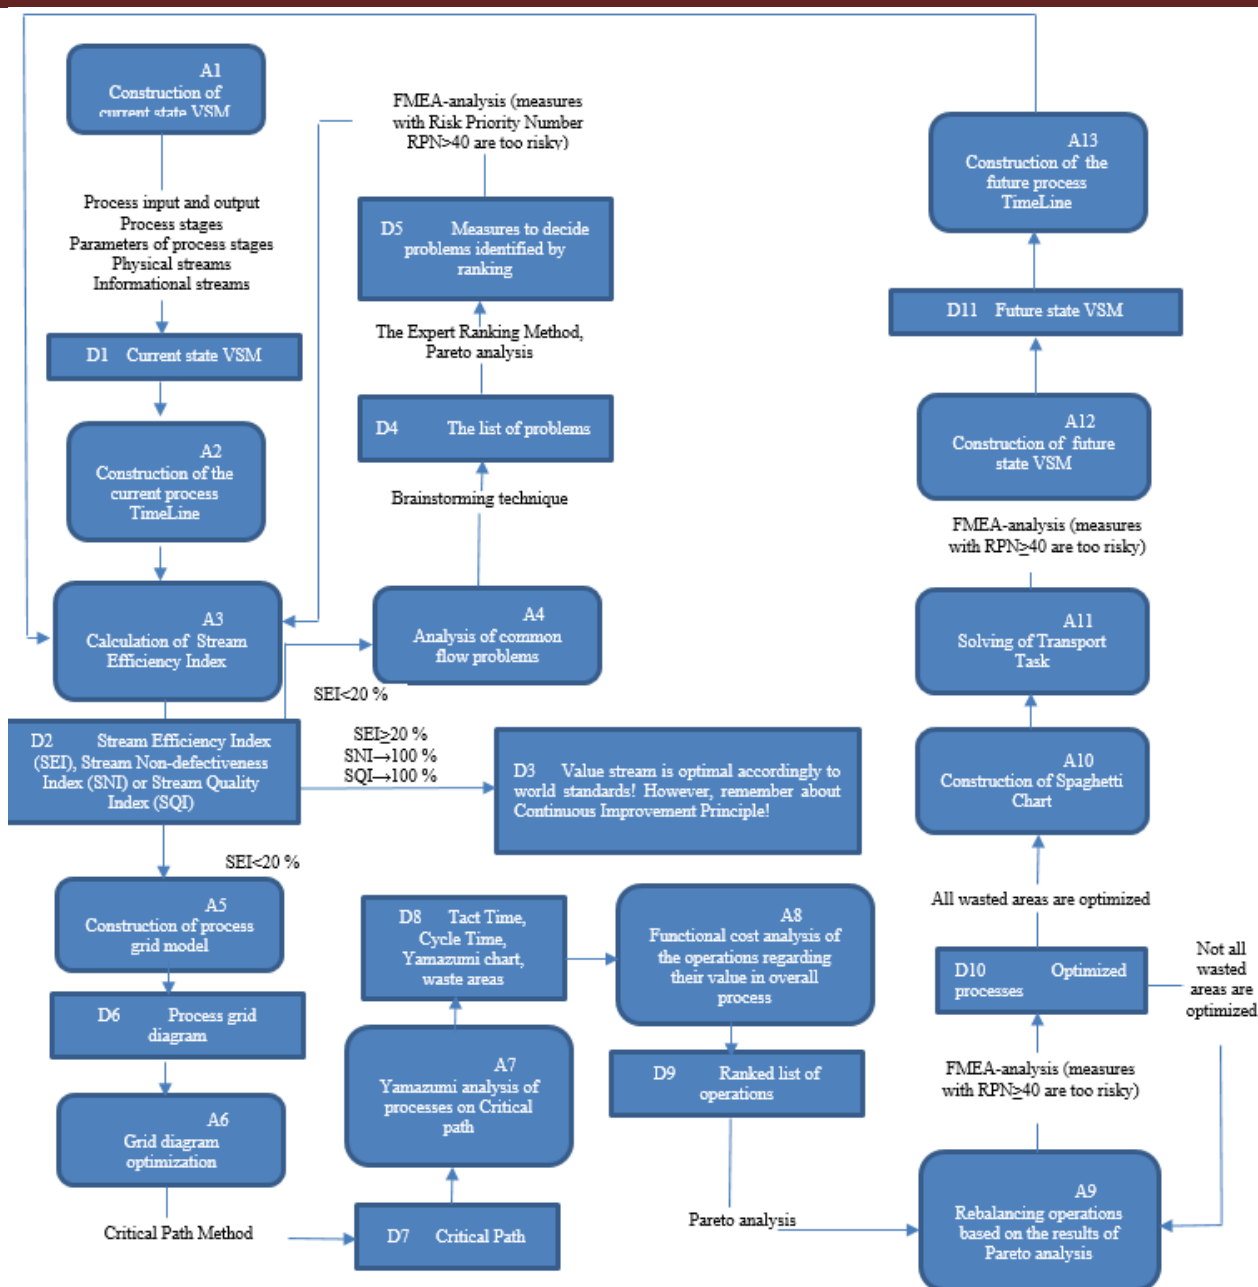 A1
Construction of
current state VSM
Process input and output
Process stages
Parameters of process stages
Physical streams
Informational streams
D1 Current state VSM
A2
Construction of the
current process
TimeLine
A3
Calculation of Stream
Efficiency Index
D2 Stream Efficiency Index
(SEI), Stream Non-defectiveness
Index (SNI) or Stream Quality
Index (SQI)
SEI<20 %
A4
Analysis of common
flow problems
Brainstorming technique
D4 The list of problems
The Expert Ranking Method,
Pareto analysis
D5 Measures to decide
problems identified by
ranking
FMEA-analysis (measures
with Risk Priority Number
RPN>40 are too risky)
SEI≥20 %
SNI→100 %
SQI→100 %
D3 Value stream is optimal accordingly to
world standards! However, remember about
Continuous Improvement Principle!
SEI<20 %
A5
Construction of process
grid model
D6 Process grid
diagram
A6
Grid diagram
optimization
Critical Path Method
D7 Critical Path
A7
Yamazumi analysis of
processes on Critical
path
D8 Tact Time,
Cycle Time,
Yamazumi chart,
waste areas
A8
Functional cost analysis of
the operations regarding
their value in overall
process
D9 Ranked list of
operations
Pareto analysis
A9
Rebalancing operations
based on the results of
Pareto analysis
FMEA-analysis (measures
with RPN≥40 are too risky)
D10 Optimized
processes
Not all
wasted
areas are
optimized
All wasted areas are optimized
A10
Construction of Spaghetti
Chart
A11
Solving of Transport
Task
FMEA-analysis (measures
with RPN≥40 are too risky)
A12
Construction of future
state VSM
D11 Future state VSM
A13
Construction of the
future process
TimeLine